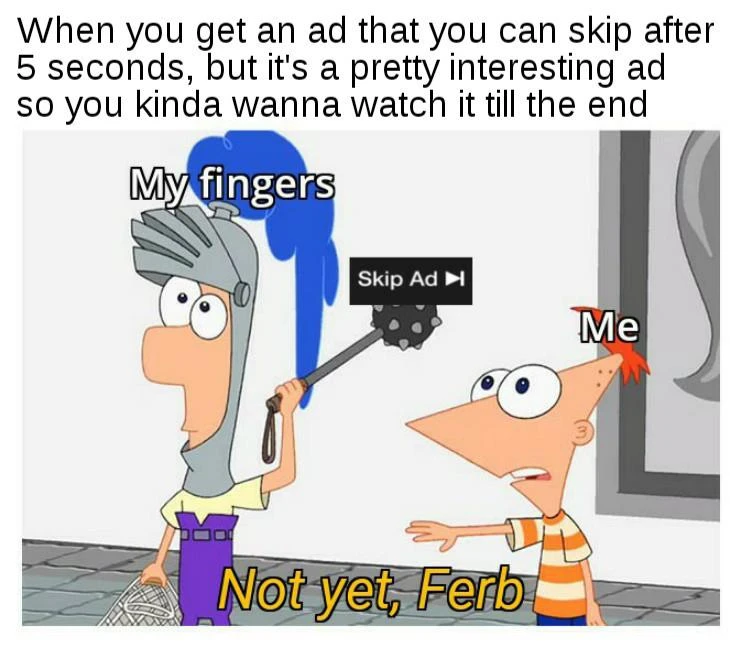 When you get an ad that you can skip after
5 seconds, but it's a pretty interesting ad
so you kinda wanna watch it till the end
My fingers
Skip Ad
Me
Not yet, Ferb